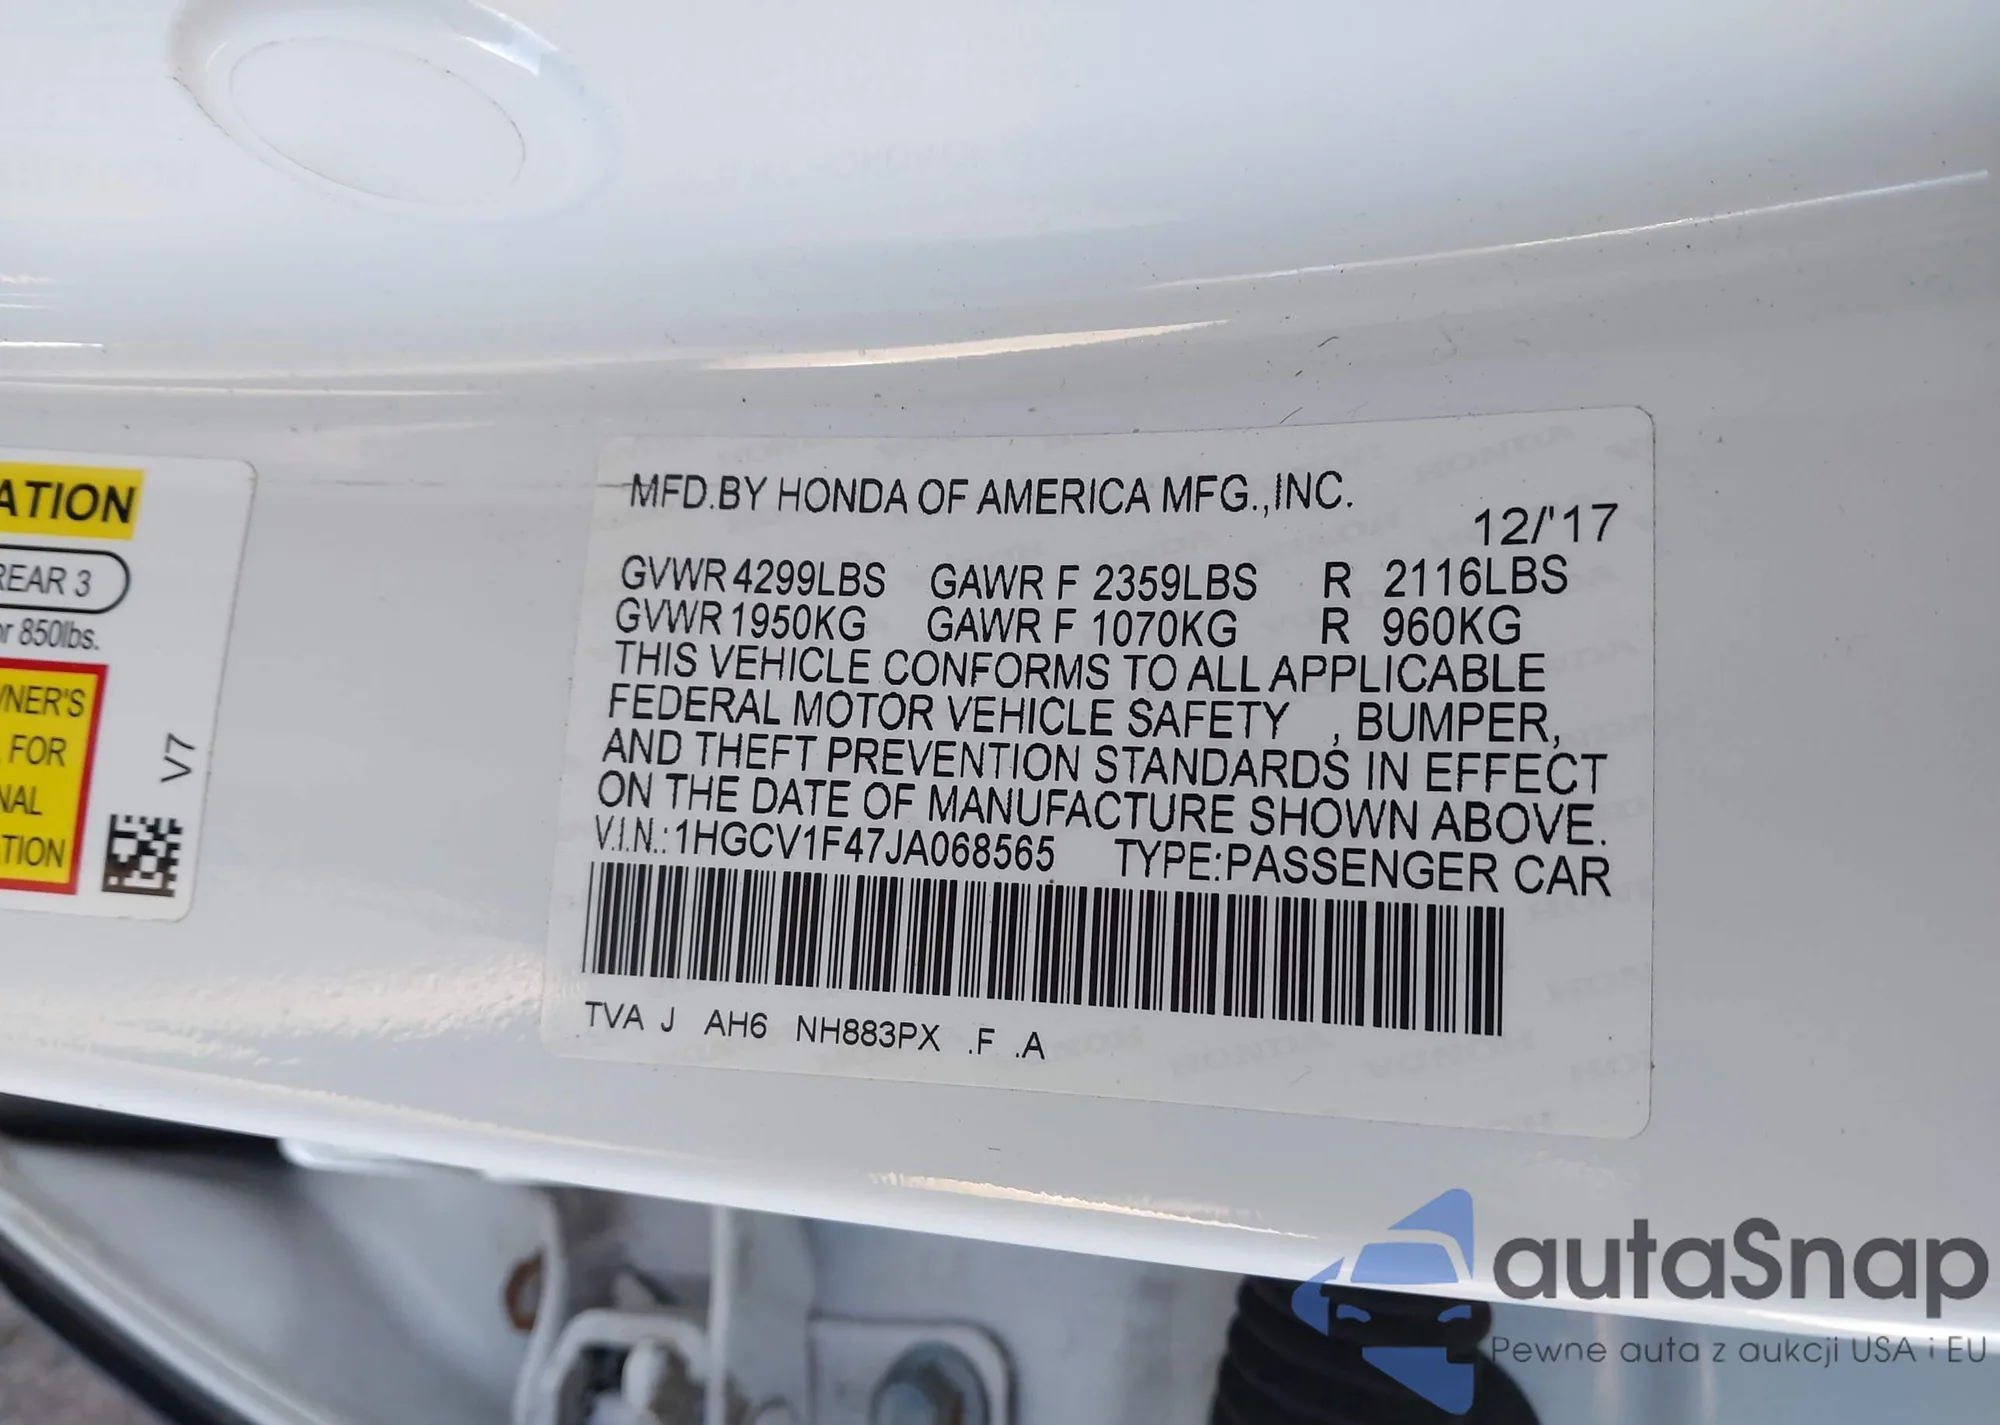 ATION
REAR 3
or 850lbs.
WNER'S
FOR
NAL
TION
V7
MFD.BY HONDA OF AMERICA MFG.,INC.
12/'17
GVWR 4299LBS GAWR F 2359LBS R 2116LBS
GVWR 1950KG GAWR F 1070KG R 960KG
THIS VEHICLE CONFORMS TO ALL APPLICABLE
FEDERAL MOTOR VEHICLE SAFETY , BUMPER,
AND THEFT PREVENTION STANDARDS IN EFFECT
ON THE DATE OF MANUFACTURE SHOWN ABOVE.
V.I.N.: 1HGCV1F47JA068565 TYPE:PASSENGER CAR
TVA J AH6 NH883PX .F .A
autaSnap
Pewne auta z aukcji USA i EU